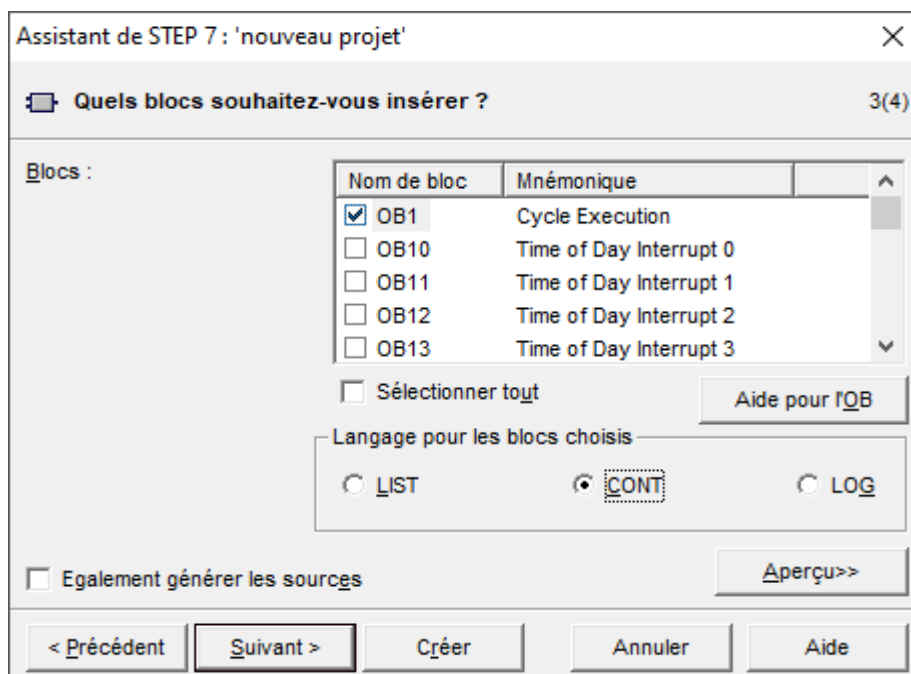 Assistant de STEP 7 : 'nouveau projet'
Quels blocs souhaitez-vous insérer ? 3(4)
Blocs :
Nom de bloc Mnémonique
OB1 Cycle Execution
OB10 Time of Day Interrupt 0
OB11 Time of Day Interrupt 1
OB12 Time of Day Interrupt 2
OB13 Time of Day Interrupt 3
Sélectionner tout Aide pour l'OB
Langage pour les blocs choisis
LIST CONT LOG
Egalement générer les sources Aperçu>>
< Précédent Suivant > Créer Annuler Aide